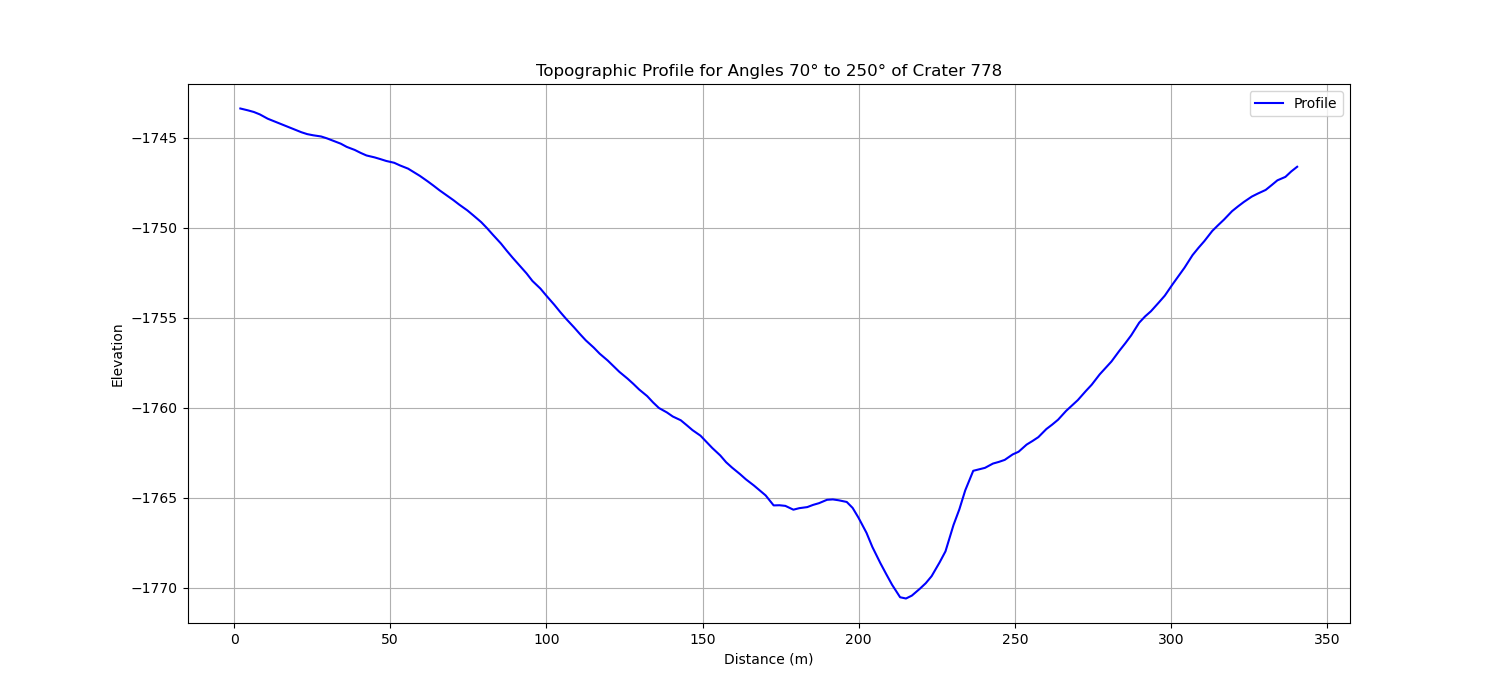 Topographic Profile for Angles 70° to 250° of Crater 778
Profile
−1745
−1750
−1755
−1760
−1765
−1770
Elevation
0 50 100 150 200 250 300 350
Distance (m)